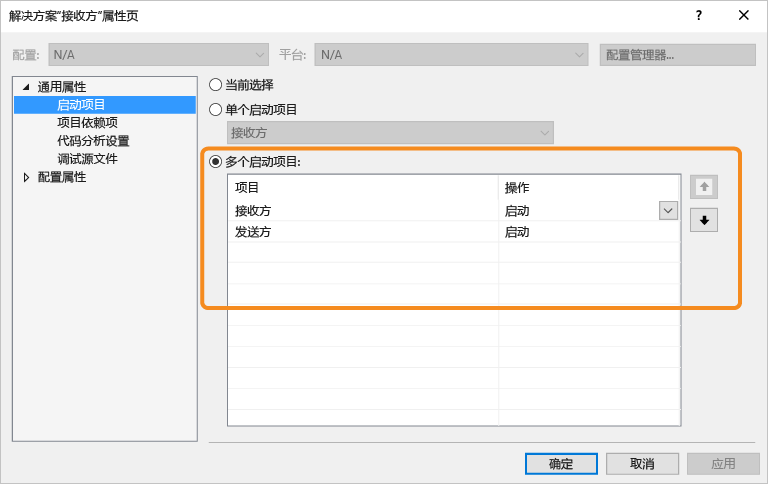 解决方案"接收方"属性页
?
配置: N/A 平台: N/A 配置管理器...
通用属性
启动项目
项目依赖项
代码分析设置
调试源文件
配置属性
当前选择
单个启动项目
接收方
多个启动项目:
项目 操作
接收方 启动
发送方 启动
确定 取消 应用